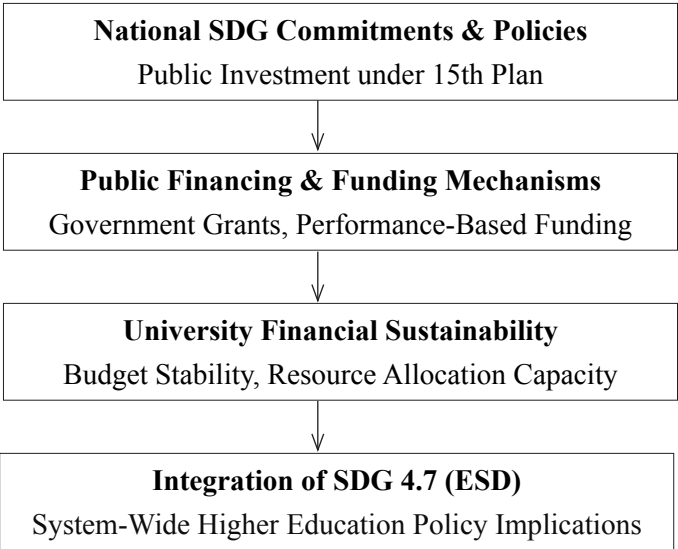 National SDG Commitments & Policies
Public Investment under 15th Plan
Public Financing & Funding Mechanisms
Government Grants, Performance-Based Funding
University Financial Sustainability
Budget Stability, Resource Allocation Capacity
Integration of SDG 4.7 (ESD)
System-Wide Higher Education Policy Implications